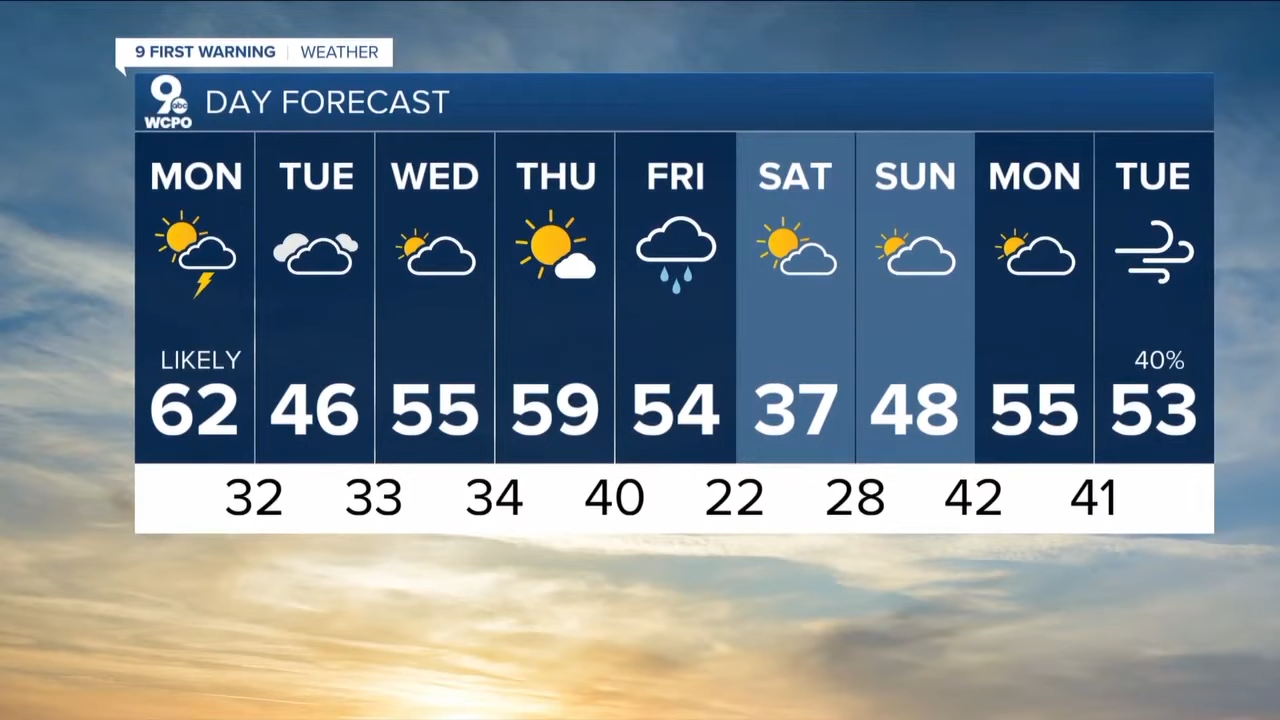 9 FIRST WARNING | WEATHER
9 abc WCPO DAY FORECAST
MON TUE WED THU FRI SAT SUN MON TUE
LIKELY 40%
62 46 55 59 54 37 48 55 53
32 33 34 40 22 28 42 41